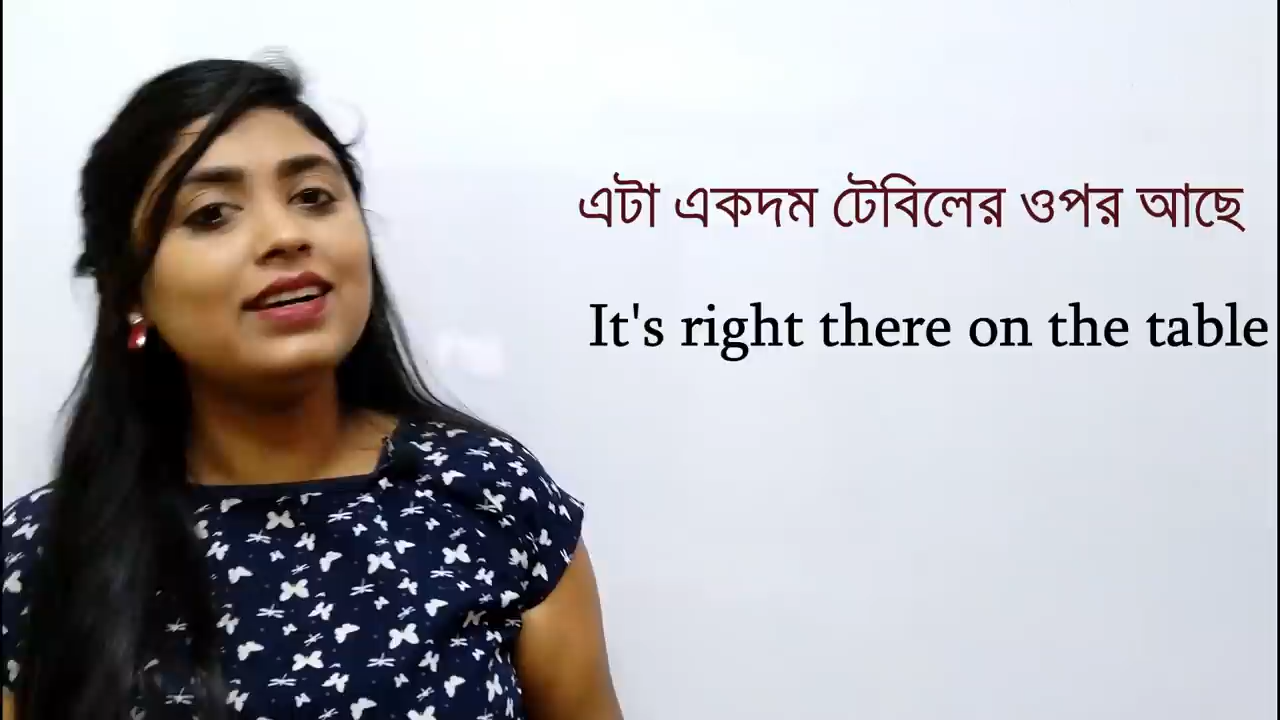 এটা একদম টেবিলের ওপর আছে
It's right there on the table